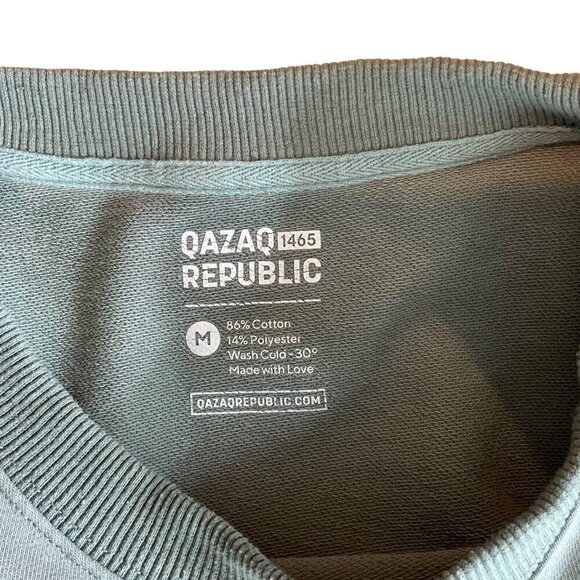 QAZAQ 1465
REPUBLIC
M
86% Cotton
14% Polyester
Wash Cold - 30°
Made with Love
QAZAQREPUBLIC.COM